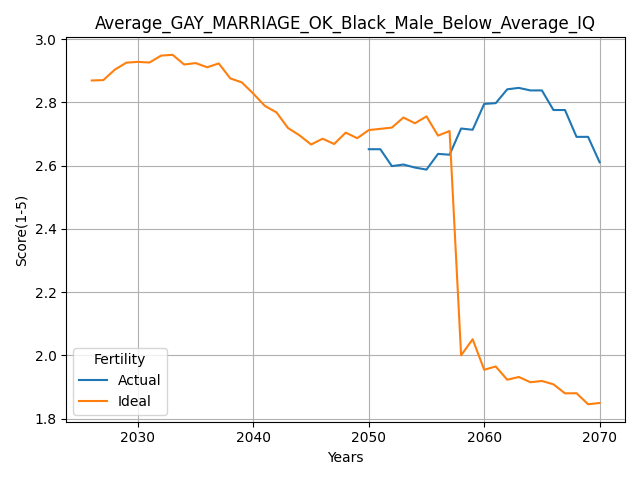 Average_GAY_MARRIAGE_OK_Black_Male_Below_Average_IQ
3.0
2.8
2.6
2.4
2.2
2.0
1.8
Score(1-5)
Fertility
Actual
Ideal
2030 2040 2050 2060 2070
Years